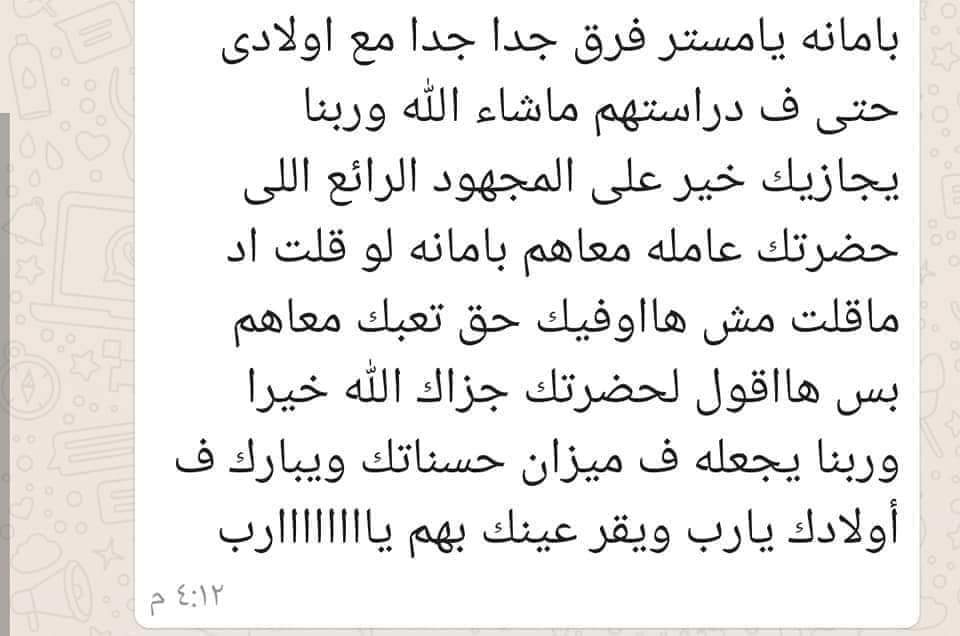 بامانه يامستر فرق جدا جدا مع اولادى
حتى ف دراستهم ماشاء الله وربنا
يجازيك خير على المجهود الرائع اللى
حضرتك عامله معاهم بامانه لو قلت اد
ماقلت مش هااوفيك حق تعبك معاهم
بس هااقول لحضرتك جزاك الله خيرا
وربنا يجعله ف ميزان حسناتك ويبارك ف
أولادك يارب ويقر عينك بهم ياااااااارب
٤:١٢ م